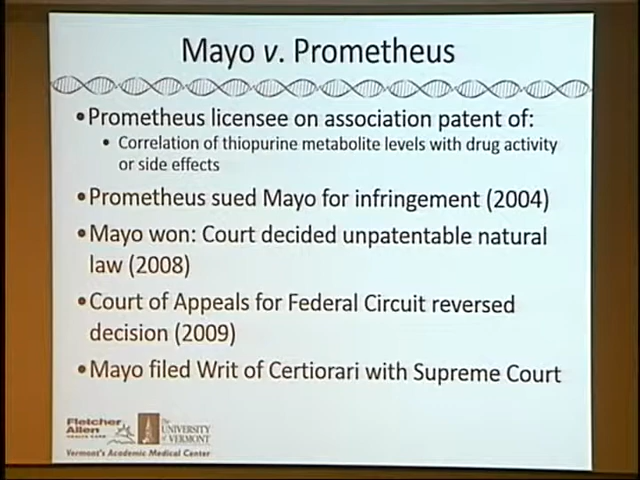 Mayo v. Prometheus
•Prometheus licensee on association patent of:
• Correlation of thiopurine metabolite levels with drug activity
or side effects
•Prometheus sued Mayo for infringement (2004)
•Mayo won: Court decided unpatentable natural
law (2008)
•Court of Appeals for Federal Circuit reversed
decision (2009)
•Mayo filed Writ of Certiorari with Supreme Court
Fletcher
Allen
HEALTH CARE
The
UNIVERSITY
of VERMONT
Vermont's Academic Medical Center